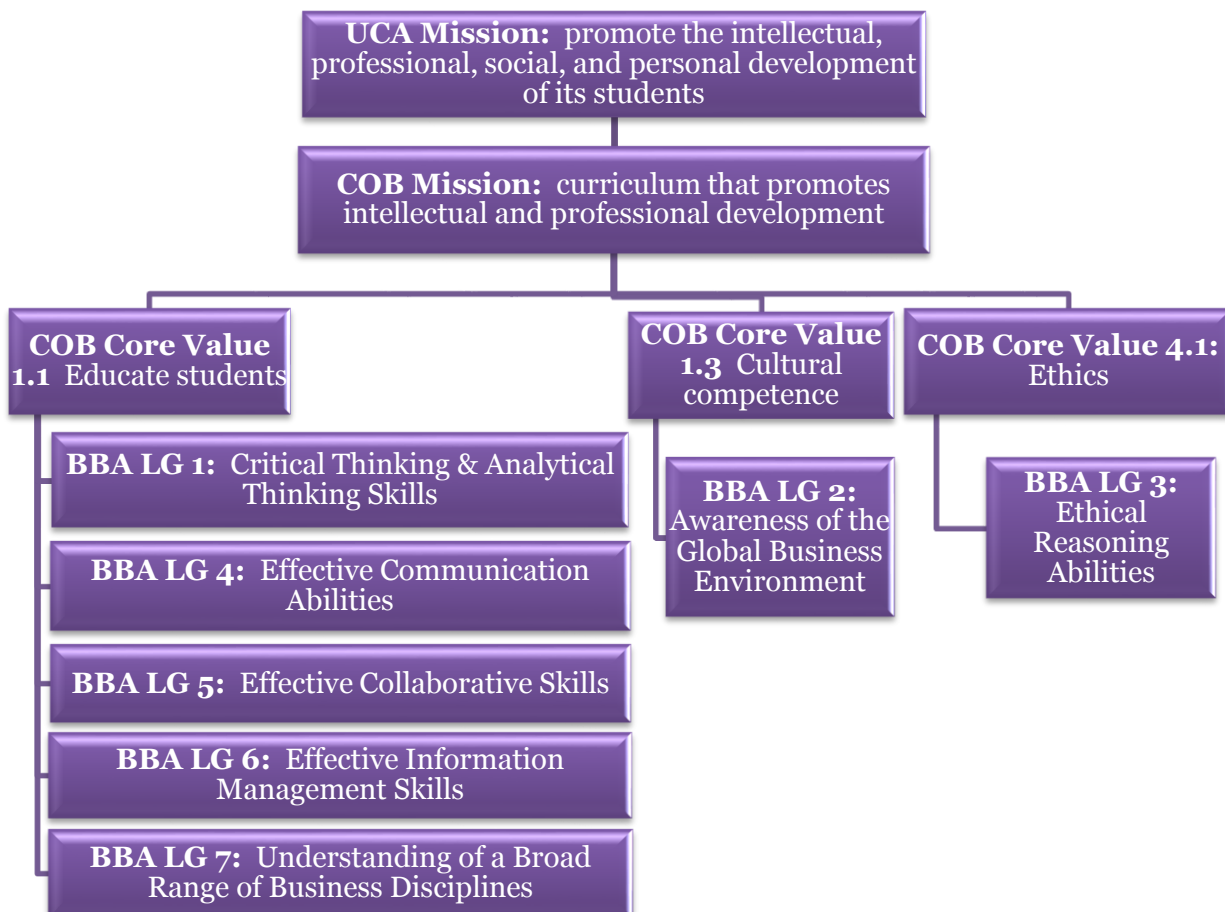 UCA Mission: promote the intellectual,
professional, social, and personal development
of its students
COB Mission: curriculum that promotes
intellectual and professional development
COB Core Value
1.1 Educate students
BBA LG 1: Critical Thinking & Analytical
Thinking Skills
BBA LG 4: Effective Communication
Abilities
BBA LG 5: Effective Collaborative Skills
BBA LG 6: Effective Information
Management Skills
BBA LG 7: Understanding of a Broad
Range of Business Disciplines
COB Core Value
1.3 Cultural
competence
BBA LG 2:
Awareness of the
Global Business
Environment
COB Core Value 4.1:
Ethics
BBA LG 3:
Ethical
Reasoning
Abilities